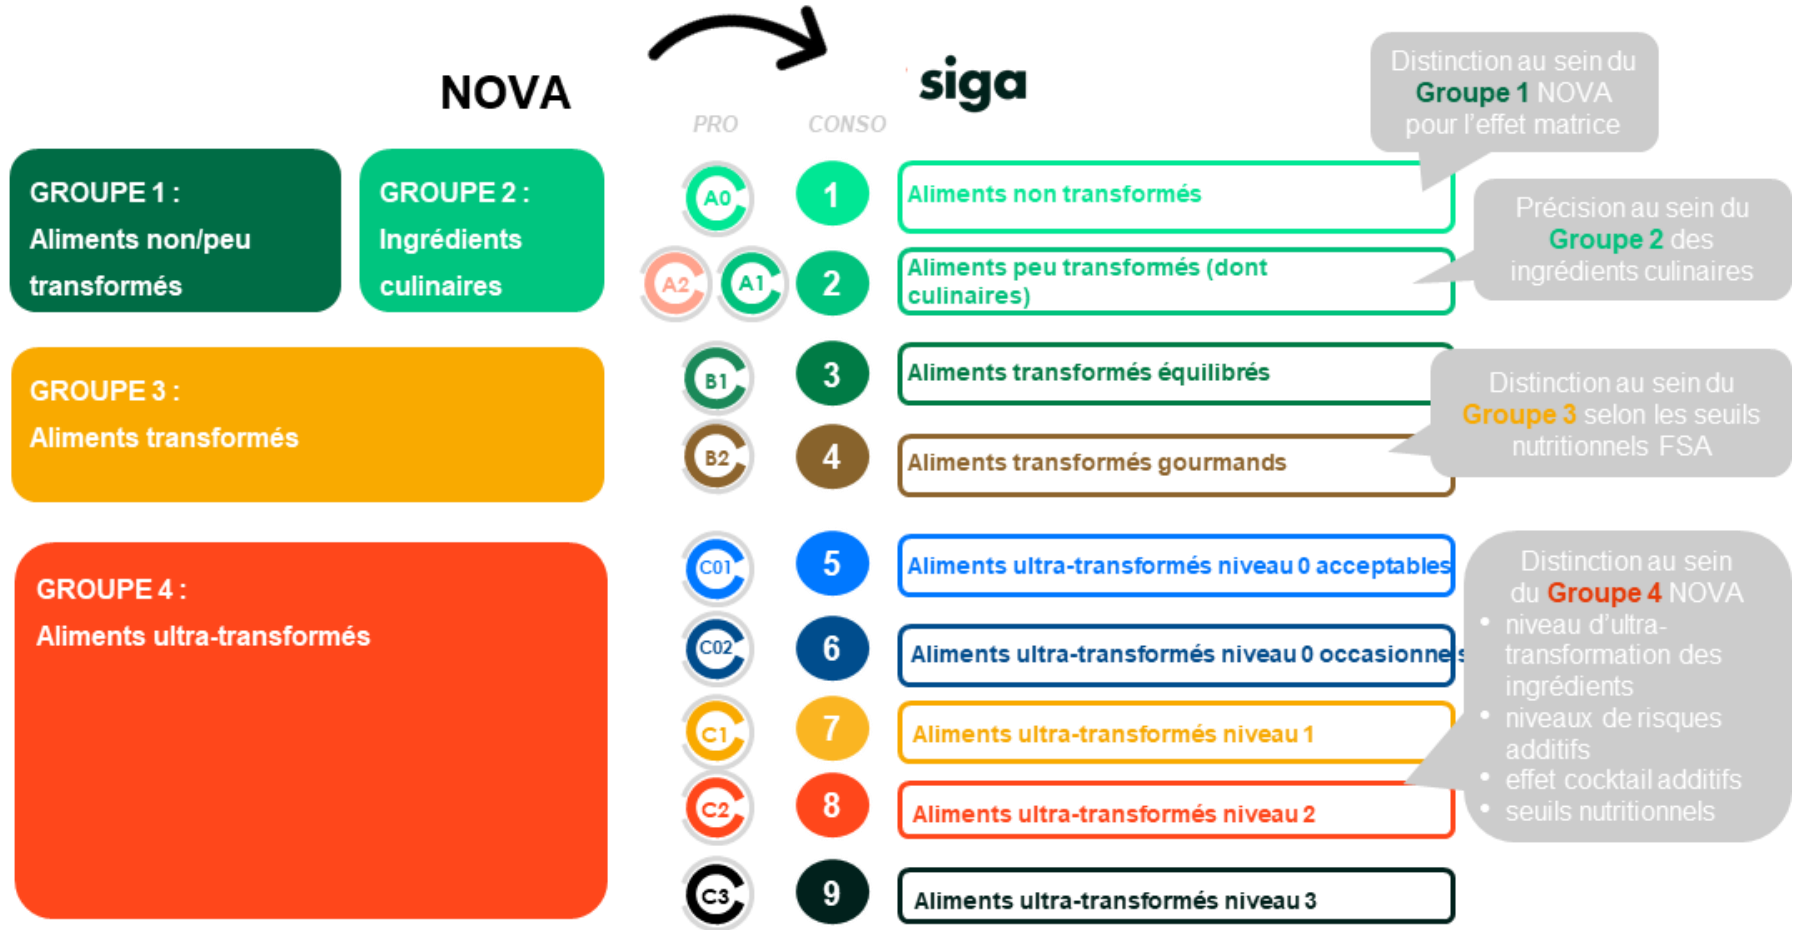 NOVA
siga
PRO
CONSO
GROUPE 1 :
Aliments non/peu
transformés
GROUPE 2 :
Ingrédients
culinaires
GROUPE 3 :
Aliments transformés
GROUPE 4 :
Aliments ultra-transformés
A0
1
Aliments non transformés
A2
A1
2
Aliments peu transformés (dont
culinaires)
B1
3
Aliments transformés équilibrés
B2
4
Aliments transformés gourmands
C01
5
Aliments ultra-transformés niveau 0 acceptables
C02
6
Aliments ultra-transformés niveau 0 occasionnels
C1
7
Aliments ultra-transformés niveau 1
C2
8
Aliments ultra-transformés niveau 2
C3
9
Aliments ultra-transformés niveau 3
Distinction au sein du
Groupe 1 NOVA
pour l'effet matrice
Précision au sein du
Groupe 2 des
ingrédients culinaires
Distinction au sein du
Groupe 3 selon les seuils
nutritionnels FSA
Distinction au sein
du Groupe 4 NOVA
• niveau d'ultra-
transformation des
ingrédients
• niveaux de risques
additifs
• effet cocktail additifs
• seuils nutritionnels